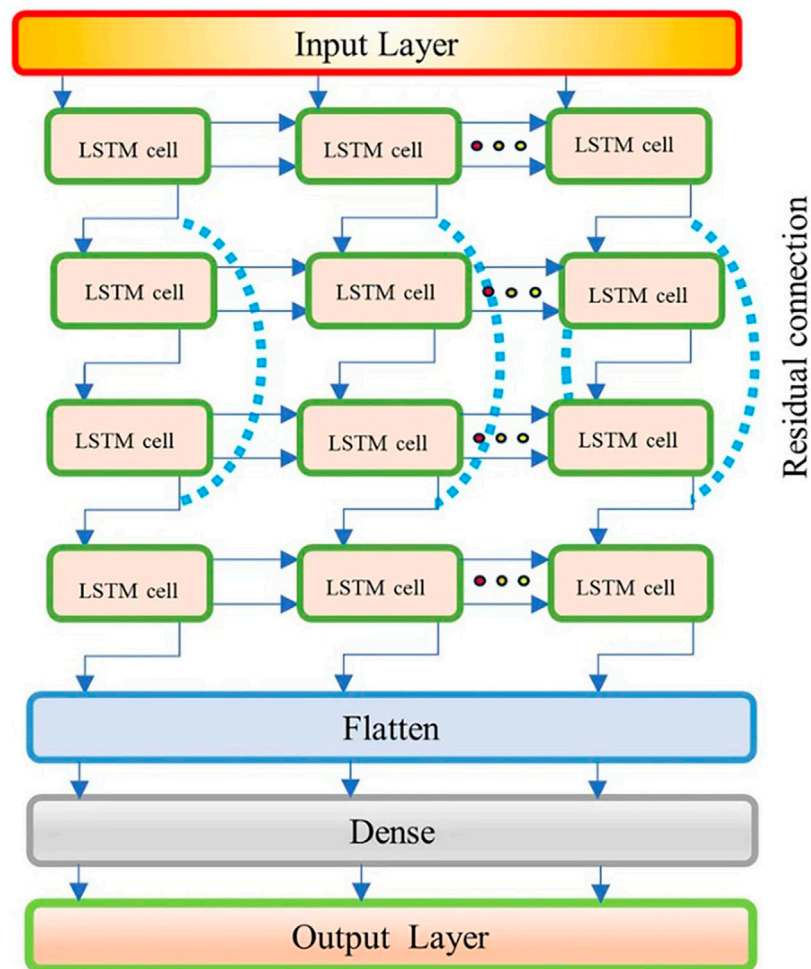 Input Layer
LSTM cell
LSTM cell
LSTM cell
LSTM cell
LSTM cell
LSTM cell
LSTM cell
LSTM cell
LSTM cell
LSTM cell
LSTM cell
LSTM cell
Residual connection
Flatten
Dense
Output Layer